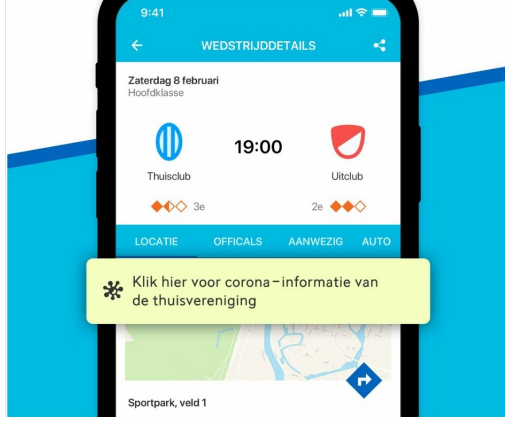 9:41
WEDSTRIJDDETAILS
Zaterdag 8 februari
Hoofdklasse
19:00
Thuisclub
Uitclub
3e
2e
LOCATIE OFFICALS AANWEZIG AUTO
Klik hier voor corona-informatie van
de thuisvereniging
Sportpark, veld 1